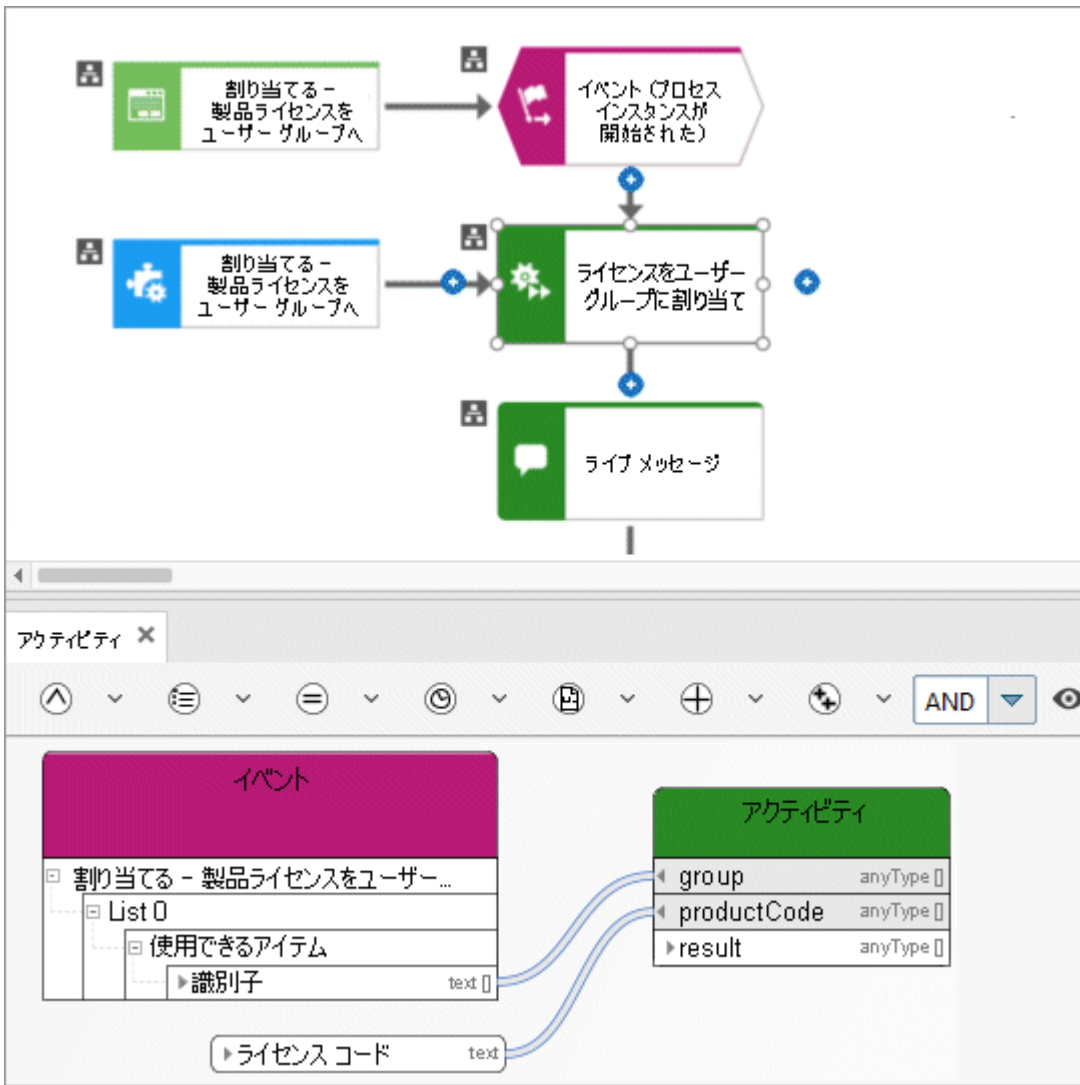 割り当てる –
製品ライセンスを
ユーザー グループへ
イベント (プロセス
インスタンスが
開始された)
割り当てる –
製品ライセンスを
ユーザー グループへ
ライセンスをユーザー
グループに割り当て
ライブ メッセージ
アクティビティ
AND
イベント
割り当てる – 製品ライセンスをユーザー...
List 0
使用できるアイテム
識別子 text []
ライセンス コード text
アクティビティ
group anyType []
productCode anyType []
result anyType []